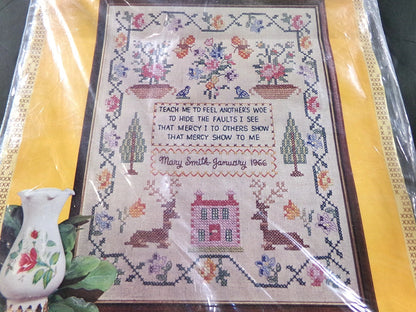 TEACH ME TO FEEL ANOTHER'S WOE
TO HIDE THE FAULTS I SEE
THAT MERCY I TO OTHERS SHOW
THAT MERCY SHOW TO ME
Mary Smith January 1966